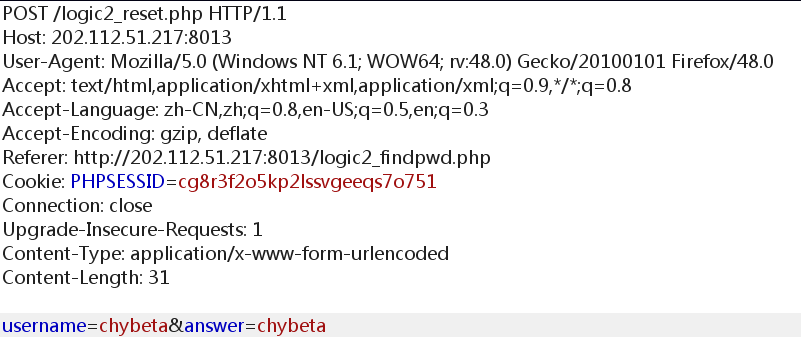 POST /logic2_reset.php HTTP/1.1
Host: 202.112.51.217:8013
User-Agent: Mozilla/5.0 (Windows NT 6.1; WOW64; rv:48.0) Gecko/20100101 Firefox/48.0
Accept: text/html,application/xhtml+xml,application/xml;q=0.9,*/*;q=0.8
Accept-Language: zh-CN,zh;q=0.8,en-US;q=0.5,en;q=0.3
Accept-Encoding: gzip, deflate
Referer: http://202.112.51.217:8013/logic2_findpwd.php
Cookie: PHPSESSID=cg8r3f2o5kp2lssvgeeqs7o751
Connection: close
Upgrade-Insecure-Requests: 1
Content-Type: application/x-www-form-urlencoded
Content-Length: 31
username=chybeta&answer=chybeta